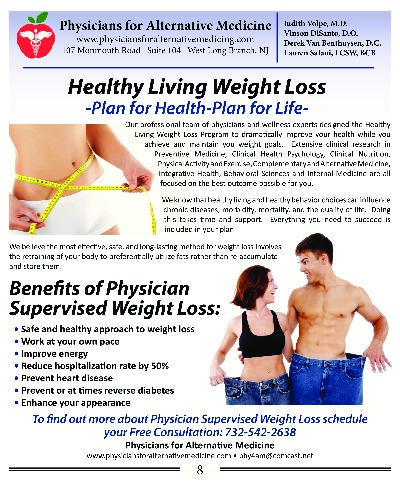 Physicians for Alternative Medicine
www.physiciansforalternativemedicine.com
107 Monmouth Road Suite 104 West Long Branch, NJ
Judith Volpe, M.D.
Vinson DiSanto, D.O.
Derek Van Benthuysen, D.C.
Lauren Salani, LCSW, BCB
Healthy Living Weight Loss
-Plan for Health-Plan for Life-
Our professional team of physicians and wellness experts designed the Healthy
Living Weight Loss Program to dramatically improve your health while you
achieve and maintain you weight goals. Extensive clinical research in
Preventive Medicine, Clinical Health Psychology, Clinical Nutrition,
Physical Activity and Exercise, Complementary and Alternative Medicine,
Integrative Health, Behavioral Sciences and Internal Medicine are all
focused on the best outcome possible for you.
We know that healthy living and healthy behavior choices can influence
chronic diseases, morbidity, mortality, and the quality of life. Doing
this takes time and support. Everything you need to succeed is
included in your plan.
We believe the most effective, safe, and long-lasting method for weight loss involves
the retraining of your body to preferentially utilize fats rather than re-accumulate
and store them.
Benefits of Physician
Supervised Weight Loss:
• Safe and healthy approach to weight loss
• Work at your own pace
• Improve energy
• Reduce hospitalization rate by 50%
• Prevent heart disease
• Prevent or at times reverse diabetes
• Enhance your appearance
To find out more about Physician Supervised Weight Loss schedule
your Free Consultation: 732-542-2638
Physicians for Alternative Medicine
www.physiciansforalternativemedicine.com • phy4am@comcast.net
8